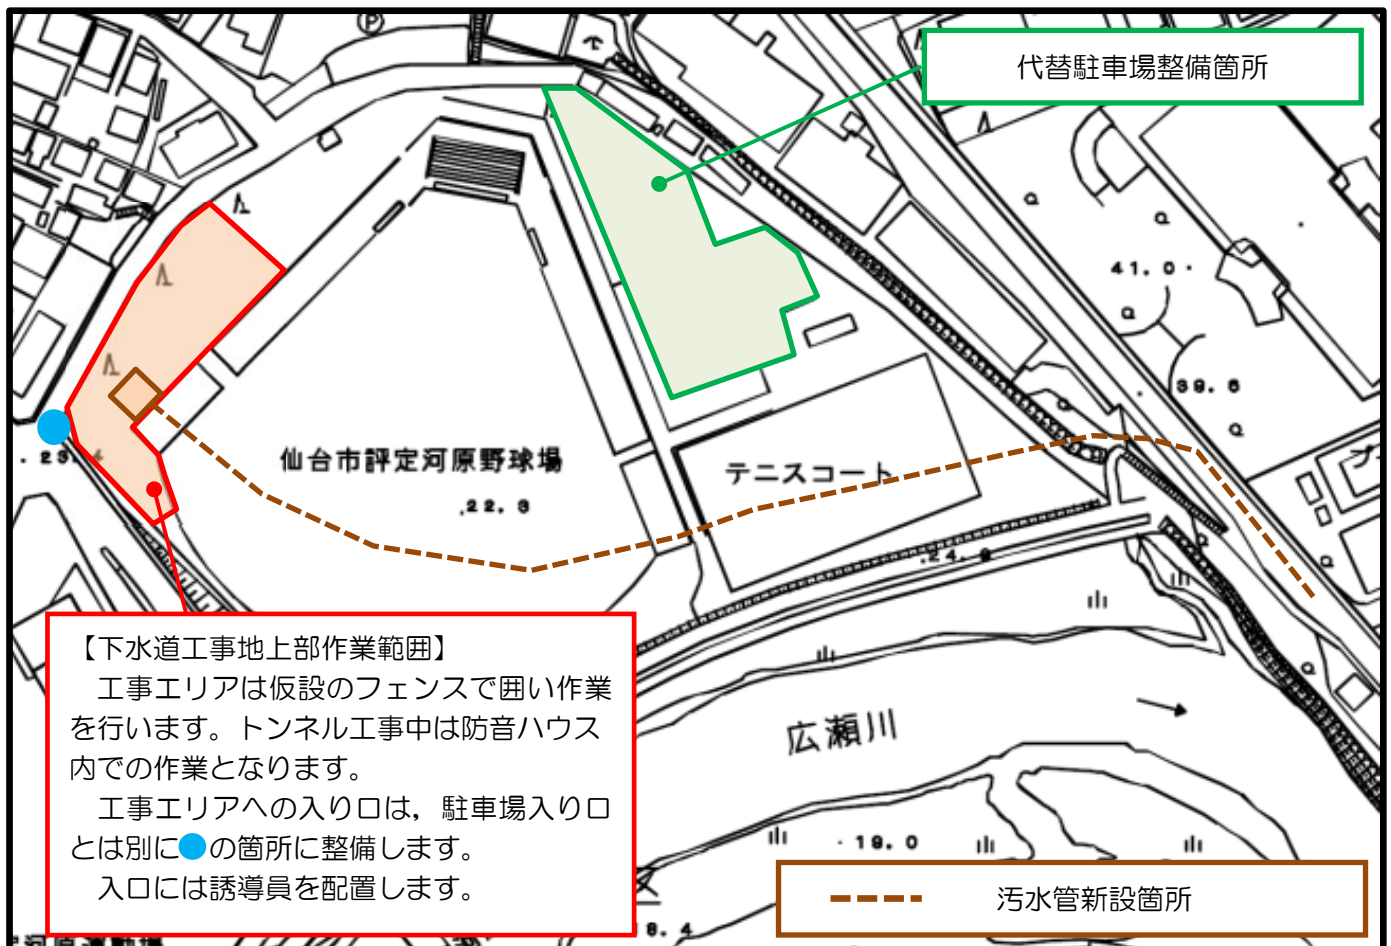 Ⓟ
代替駐車場整備箇所
41.0
39.6
仙台市評定河原野球場
22.3
テニスコート
24.9
【下水道工事地上部作業範囲】
工事エリアは仮設のフェンスで囲い作業
を行います。トンネル工事中は防音ハウス
内での作業となります。
工事エリアへの入り口は，駐車場入り口
とは別に●の箇所に整備します。
入口には誘導員を配置します。
広瀬川
19.0
汚水管新設箇所